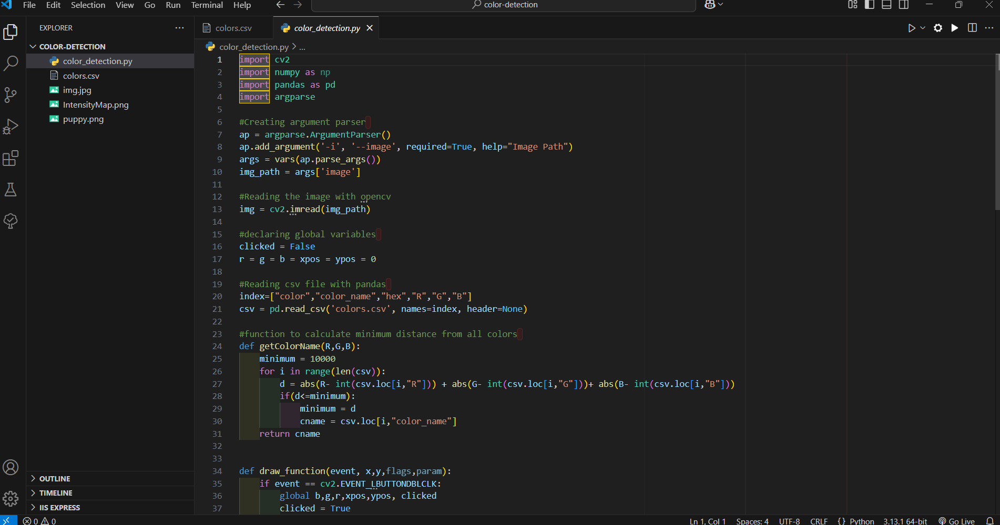 File Edit Selection View Go Run Terminal Help
color-detection
EXPLORER
COLOR-DETECTION
color_detection.py
colors.csv
img.jpg
IntensityMap.png
puppy.png
OUTLINE
TIMELINE
IIS EXPRESS
colors.csv
color_detection.py
color_detection.py > ...
1 import cv2
2 import numpy as np
3 import pandas as pd
4 import argparse
5
6 #Creating argument parser
7 ap = argparse.ArgumentParser()
8 ap.add_argument('-i', '--image', required=True, help="Image Path")
9 args = vars(ap.parse_args())
10 img_path = args['image']
11
12 #Reading the image with opencv
13 img = cv2.imread(img_path)
14
15 #declaring global variables
16 clicked = False
17 r = g = b = xpos = ypos = 0
18
19 #Reading csv file with pandas
20 index=["color","color_name","hex","R","G","B"]
21 csv = pd.read_csv('colors.csv', names=index, header=None)
22
23 #function to calculate minimum distance from all colors
24 def getColorName(R,G,B):
25     minimum = 10000
26     for i in range(len(csv)):
27         d = abs(R- int(csv.loc[i,"R"])) + abs(G- int(csv.loc[i,"G"]))+ abs(B- int(csv.loc[i,"B"]))
28         if(d<=minimum):
29             minimum = d
30             cname = csv.loc[i,"color_name"]
31     return cname
32
33
34 def draw_function(event, x,y,flags,param):
35     if event == cv2.EVENT_LBUTTONDBLCLK:
36         global b,g,r,xpos,ypos, clicked
37         clicked = True
0 0
Ln 1, Col 1 Spaces: 4 UTF-8 CRLF {} Python 3.13.1 64-bit Go Live